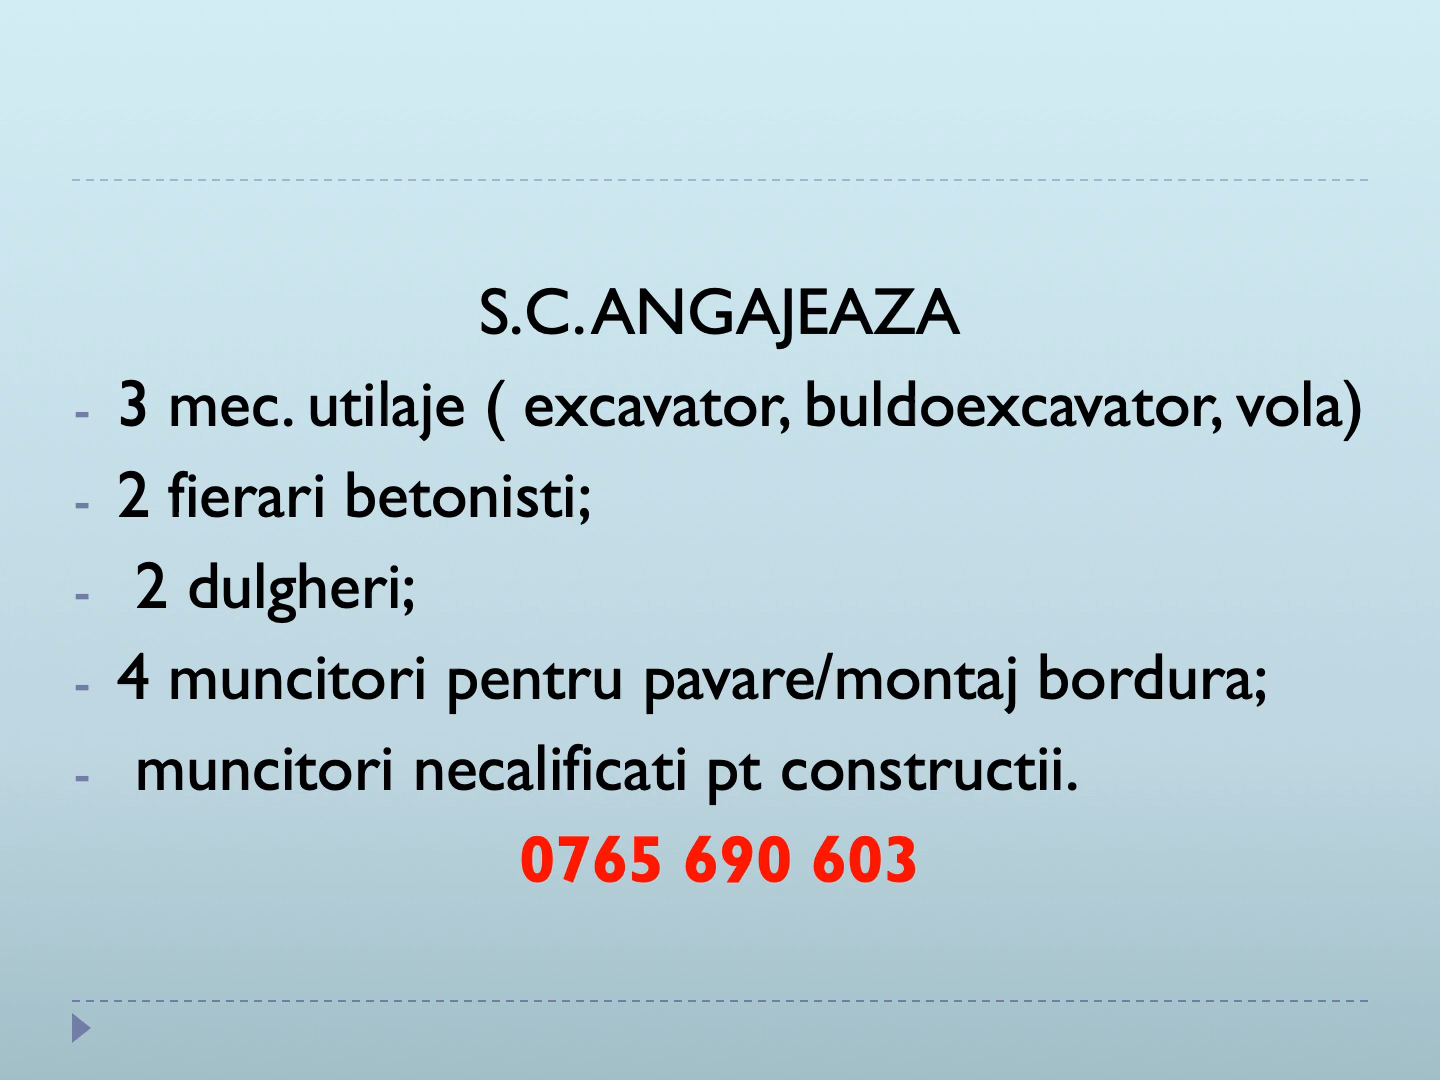 S.C. ANGAJEAZA
- 3 mec. utilaje ( excavator, buldoexcavator, vola)
- 2 fierari betonisti;
- 2 dulgheri;
- 4 muncitori pentru pavare/montaj bordura;
- muncitori necalificati pt constructii.
0765 690 603